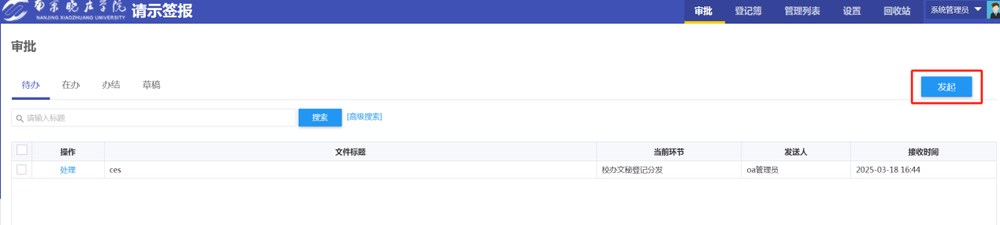 南京晓庄学院 请示签报 审批 登记簿 管理列表 设置 回收站 系统管理员
NANJING XIAOZHUANG UNIVERSITY
审批
待办 在办 办结 草稿 发起
请输入标题 搜索 [高级搜索]
操作 文件标题 当前环节 发送人 接收时间
处理 ces 校办文秘登记分发 oa管理员 2025-03-18 16:44